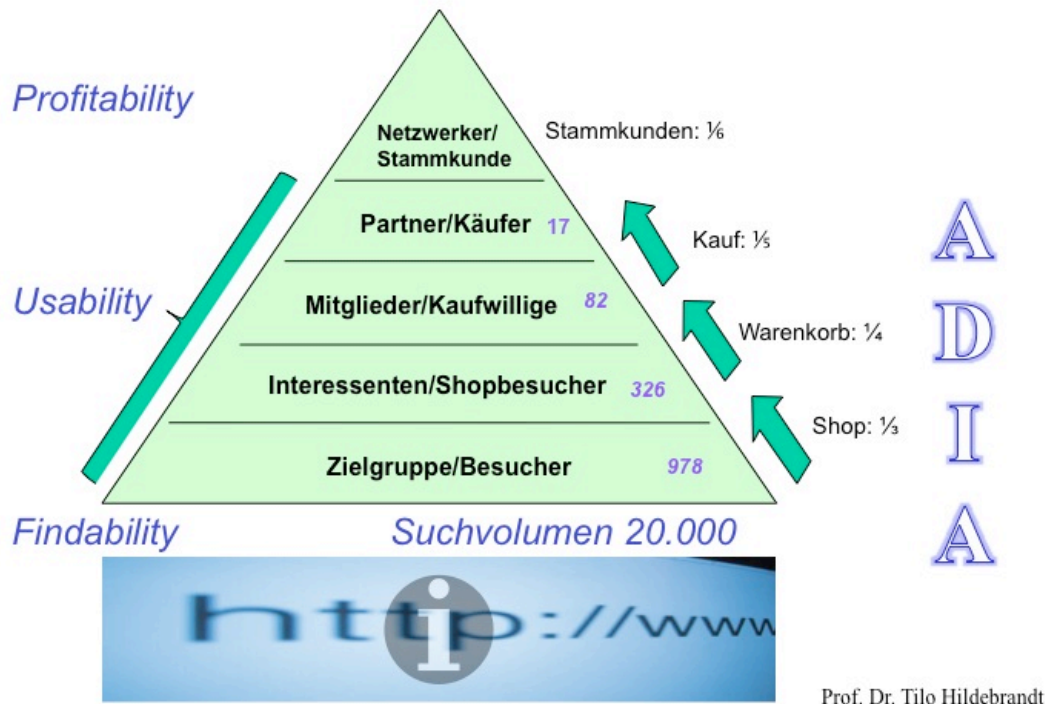 Profitability
Netzwerker/
Stammkunde
Stammkunden: ⅙
Partner/Käufer 17
Kauf: ⅕
A
Usability
Mitglieder/Kaufwillige 82
Warenkorb: ¼
D
Interessenten/Shopbesucher 326
Shop: ⅓
I
Zielgruppe/Besucher 978
Findability
Suchvolumen 20.000
A
http://www
i
Prof. Dr. Tilo Hildebrandt